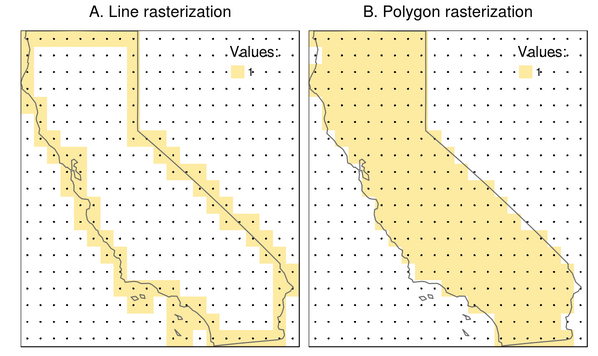 A. Line rasterization
B. Polygon rasterization
Values:
1
Values:
1